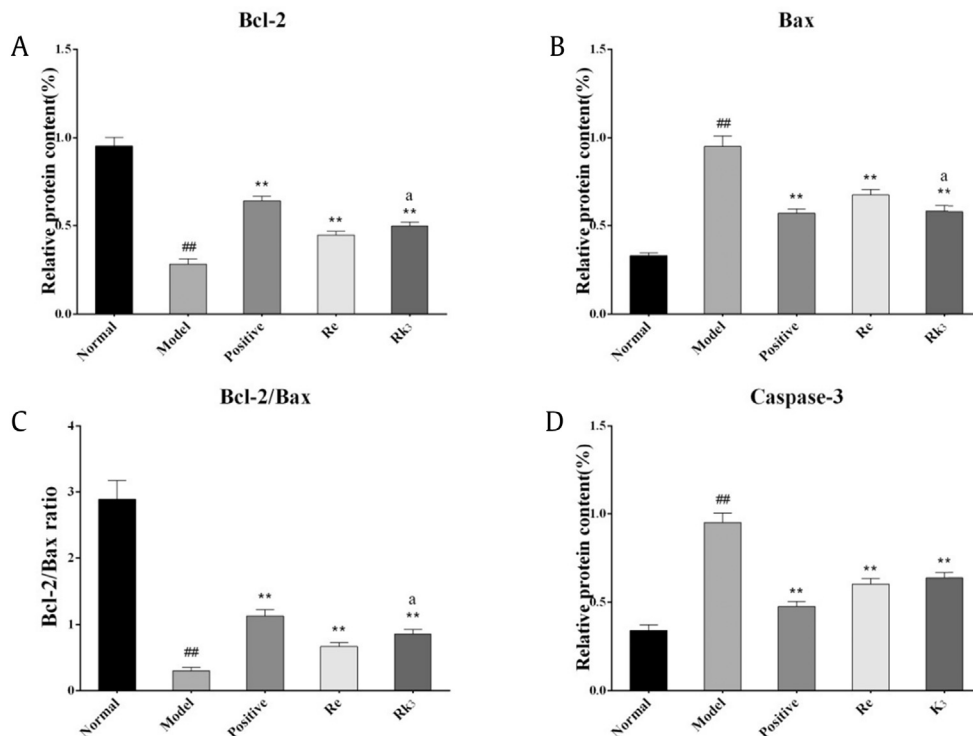 A
Bcl-2
Relative protein content(%)
1.5
1.0
0.5
0.0
##
**
**
a
**
Normal
Model
Positive
Re
Rk3
B
Bax
Relative protein content(%)
1.5
1.0
0.5
0.0
##
**
**
a
**
Normal
Model
Positive
Re
Rk3
C
Bcl-2/Bax
Bcl-2/Bax ratio
4
3
2
1
0
##
**
**
a
**
Normal
Model
Positive
Re
Rk3
D
Caspase-3
Relative protein content(%)
1.5
1.0
0.5
0.0
##
**
**
**
Normal
Model
Positive
Re
K3